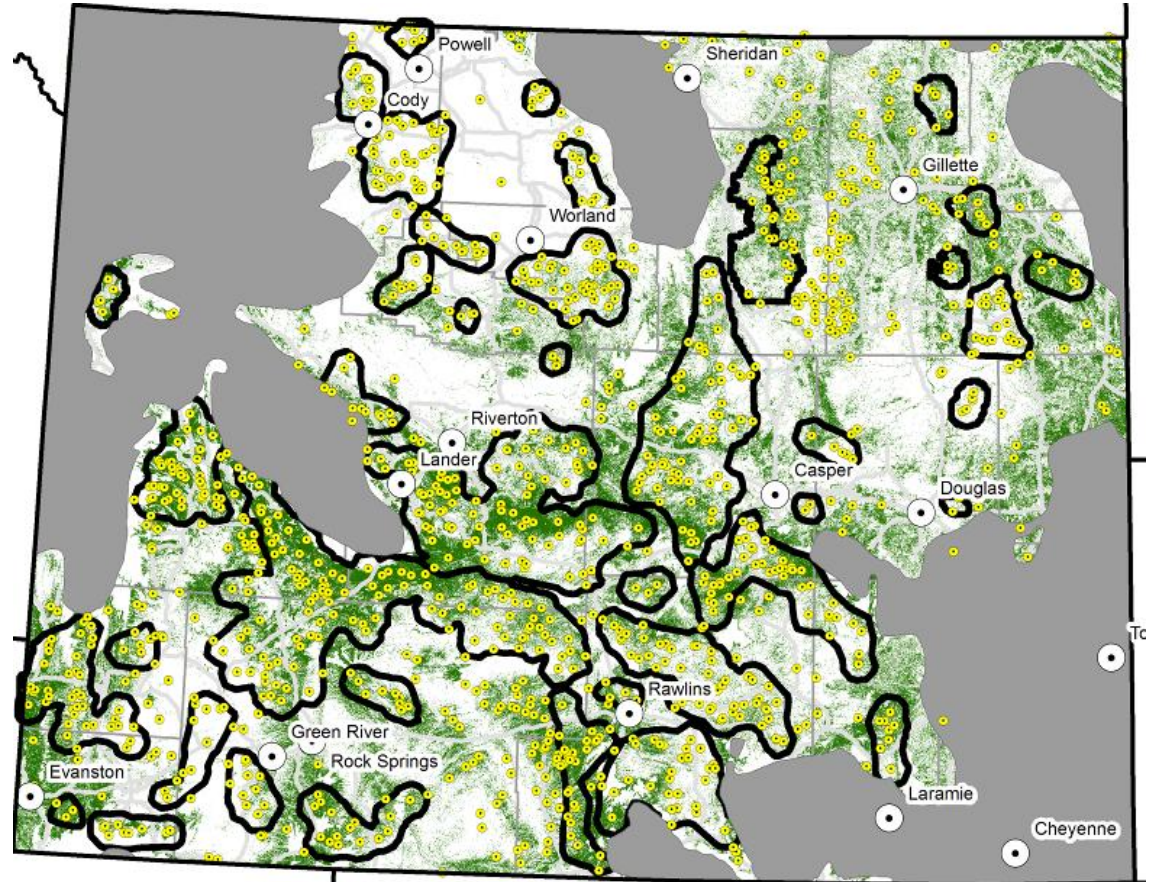 Powell
Sheridan
Cody
Gillette
Worland
Riverton
Lander
Casper
Douglas
Rawlins
Green River
Rock Springs
Evanston
Laramie
Cheyenne